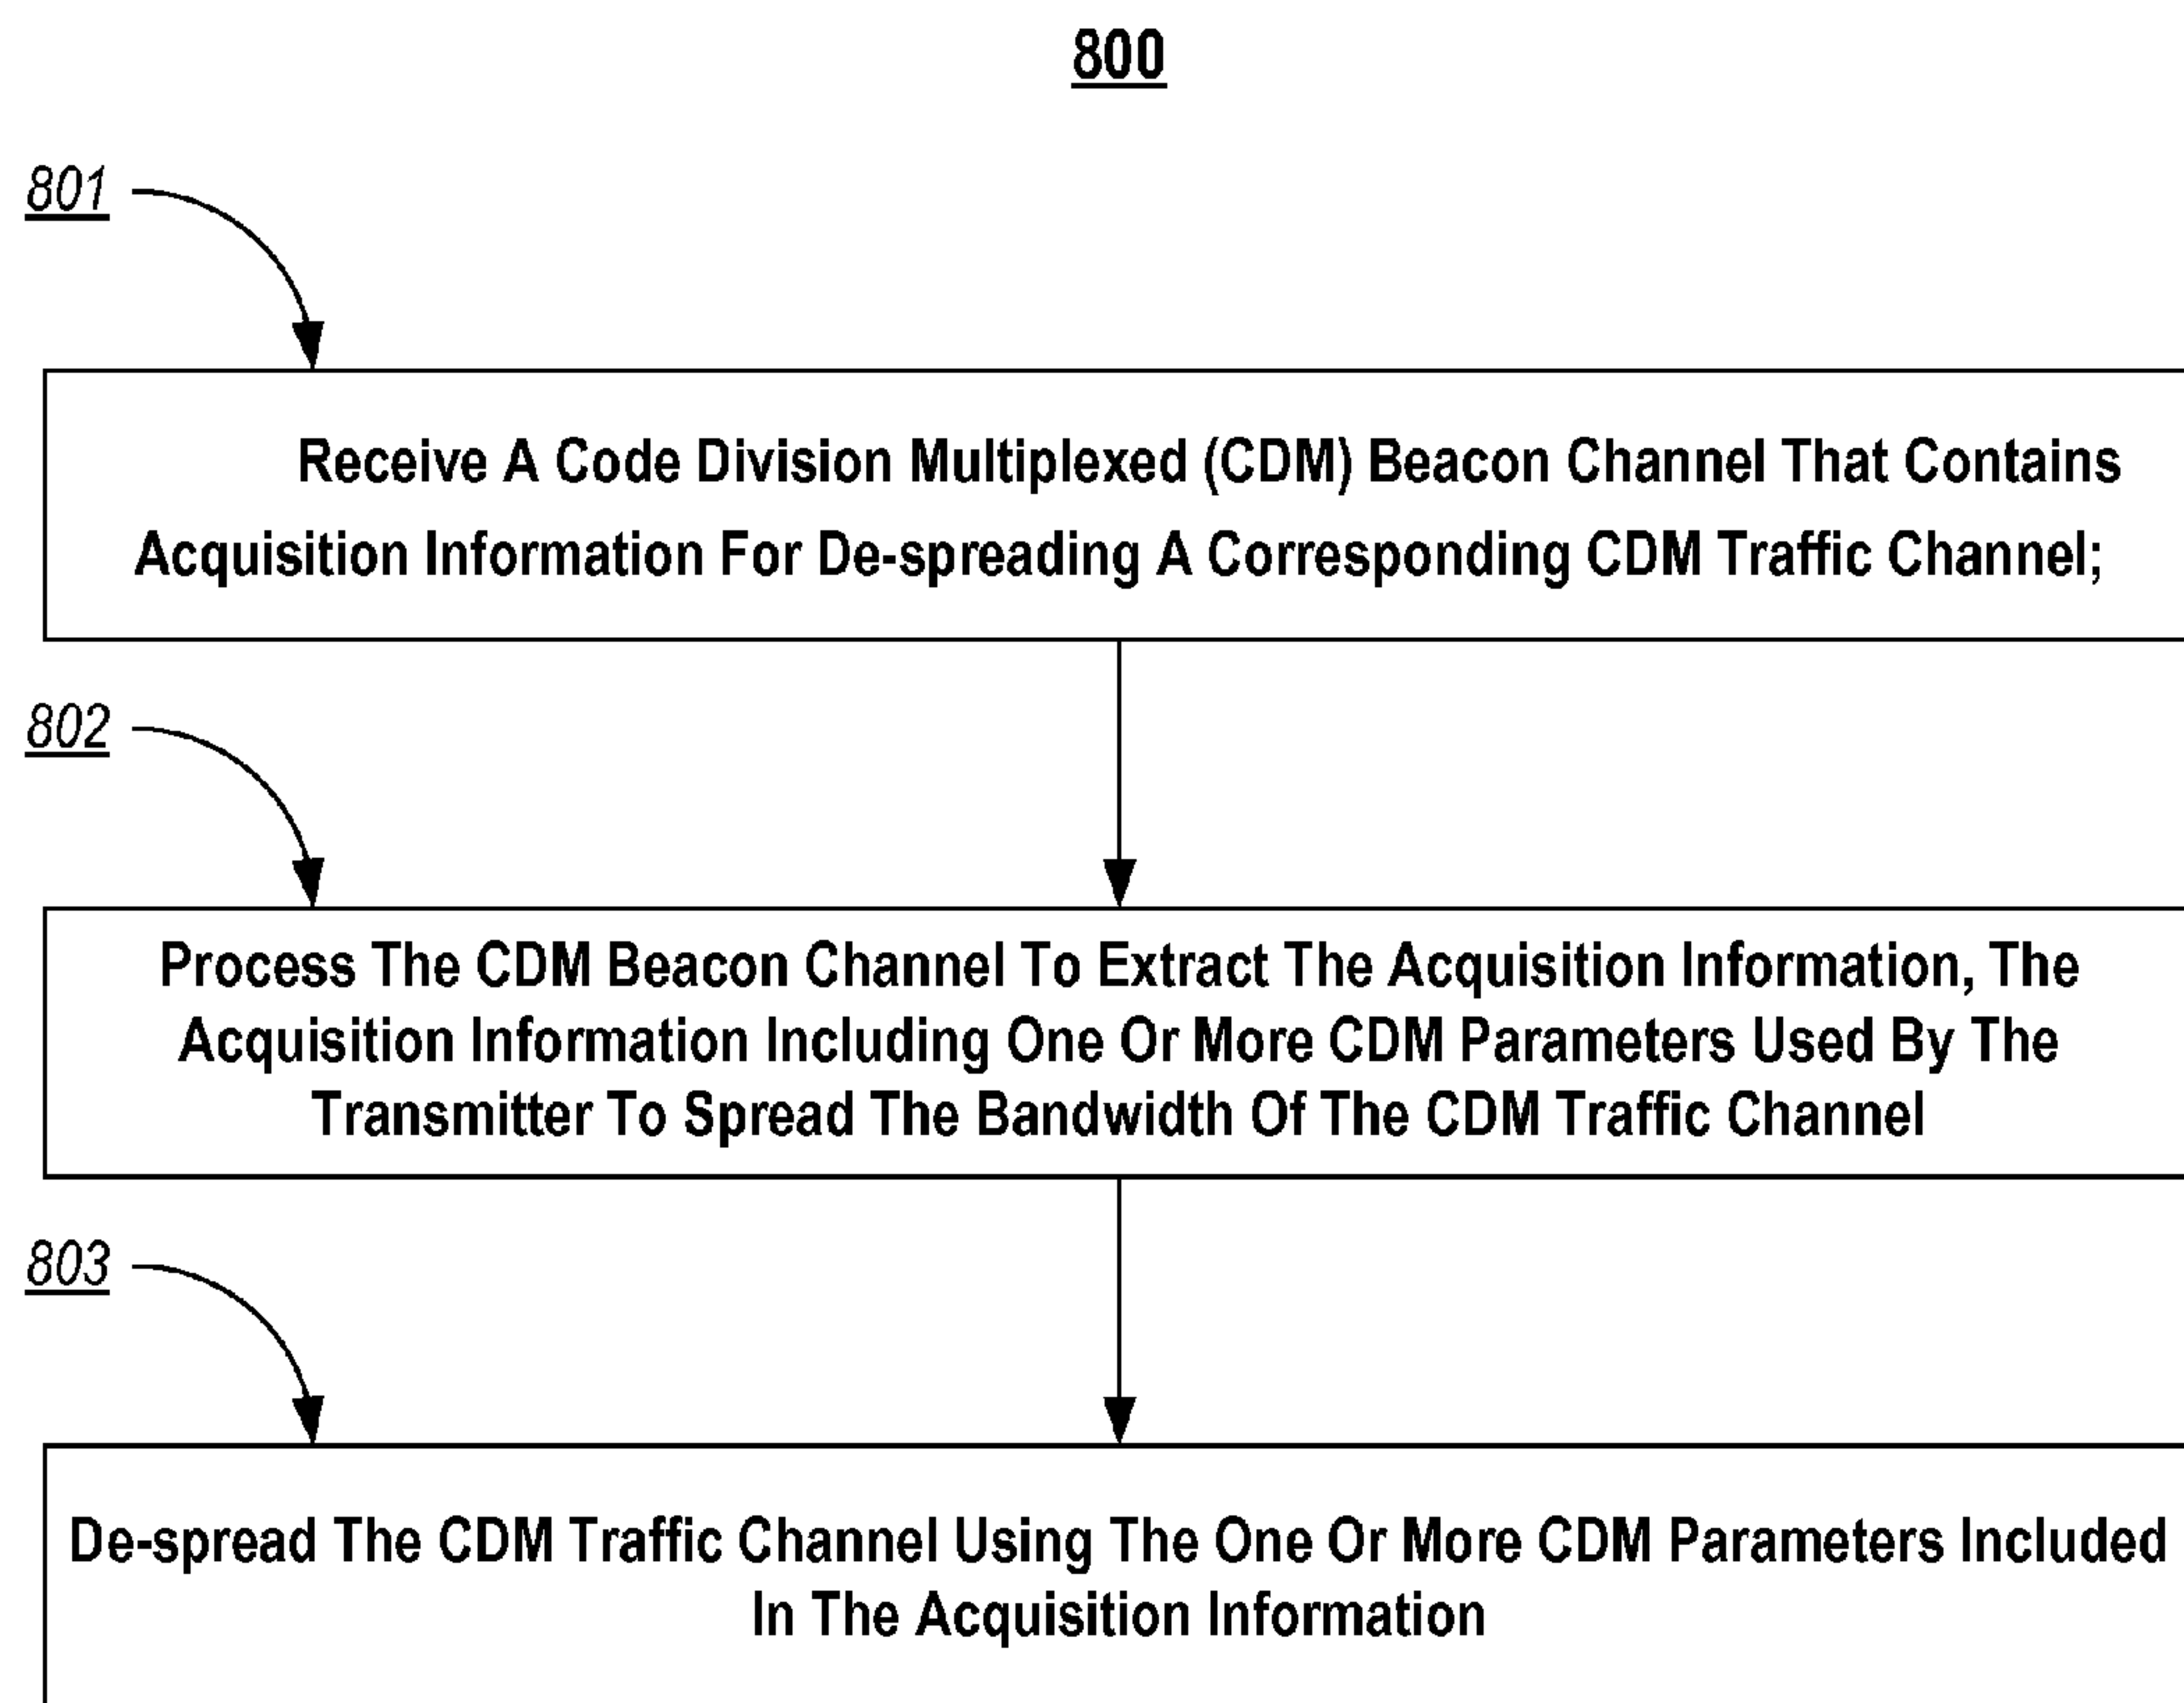 800
801
Receive A Code Division Multiplexed (CDM) Beacon Channel That Contains
Acquisition Information For De-spreading A Corresponding CDM Traffic Channel;
802
Process The CDM Beacon Channel To Extract The Acquisition Information, The
Acquisition Information Including One Or More CDM Parameters Used By The
Transmitter To Spread The Bandwidth Of The CDM Traffic Channel
803
De-spread The CDM Traffic Channel Using The One Or More CDM Parameters Included
In The Acquisition Information